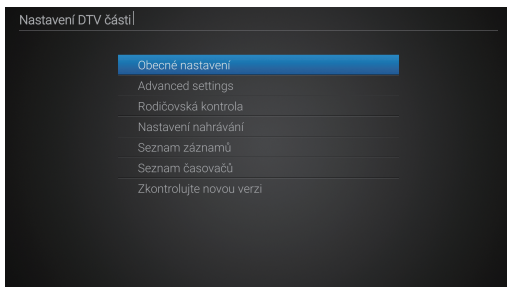 Nastavení DTV části
Obecné nastavení
Advanced settings
Rodičovská kontrola
Nastavení nahrávání
Seznam záznamů
Seznam časovačů
Zkontrolujte novou verzi